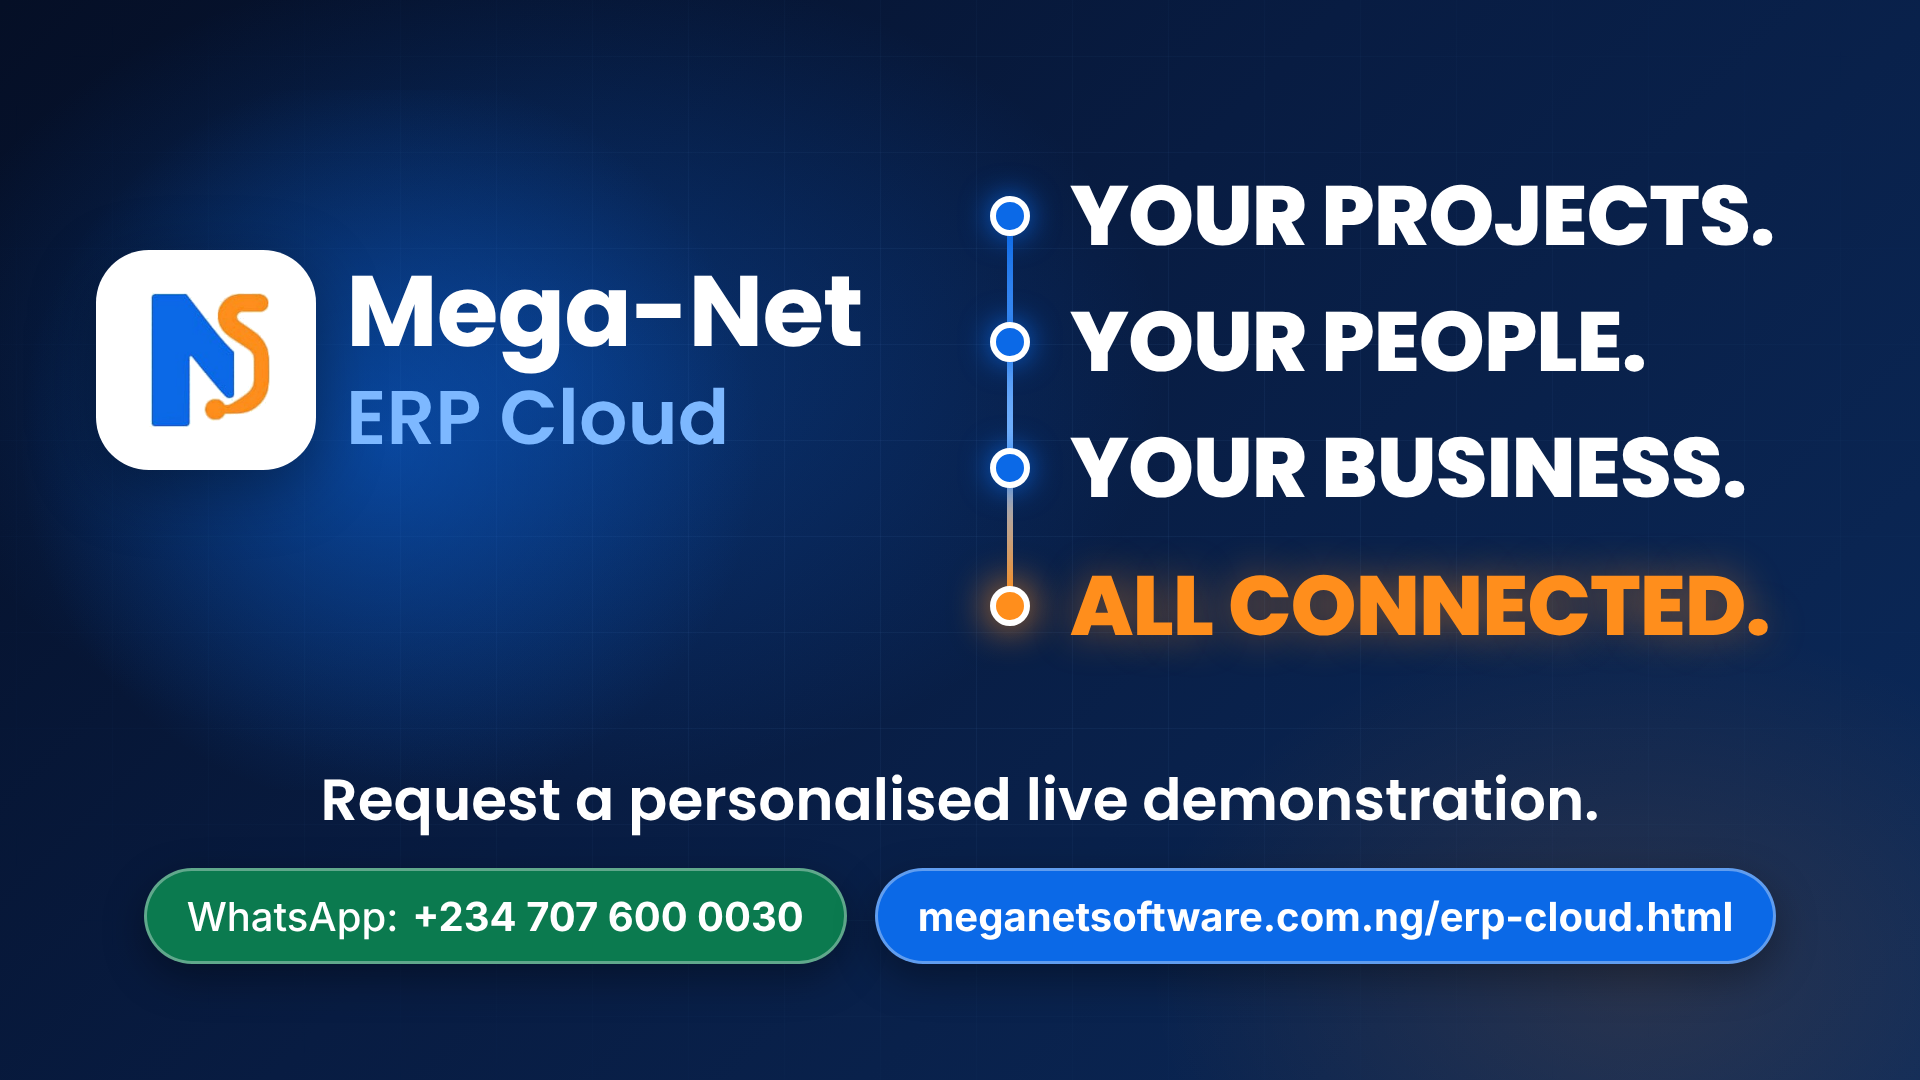 Mega-Net
ERP Cloud
YOUR PROJECTS.
YOUR PEOPLE.
YOUR BUSINESS.
ALL CONNECTED.
Request a personalised live demonstration.
WhatsApp: +234 707 600 0030
meganetsoftware.com.ng/erp-cloud.html